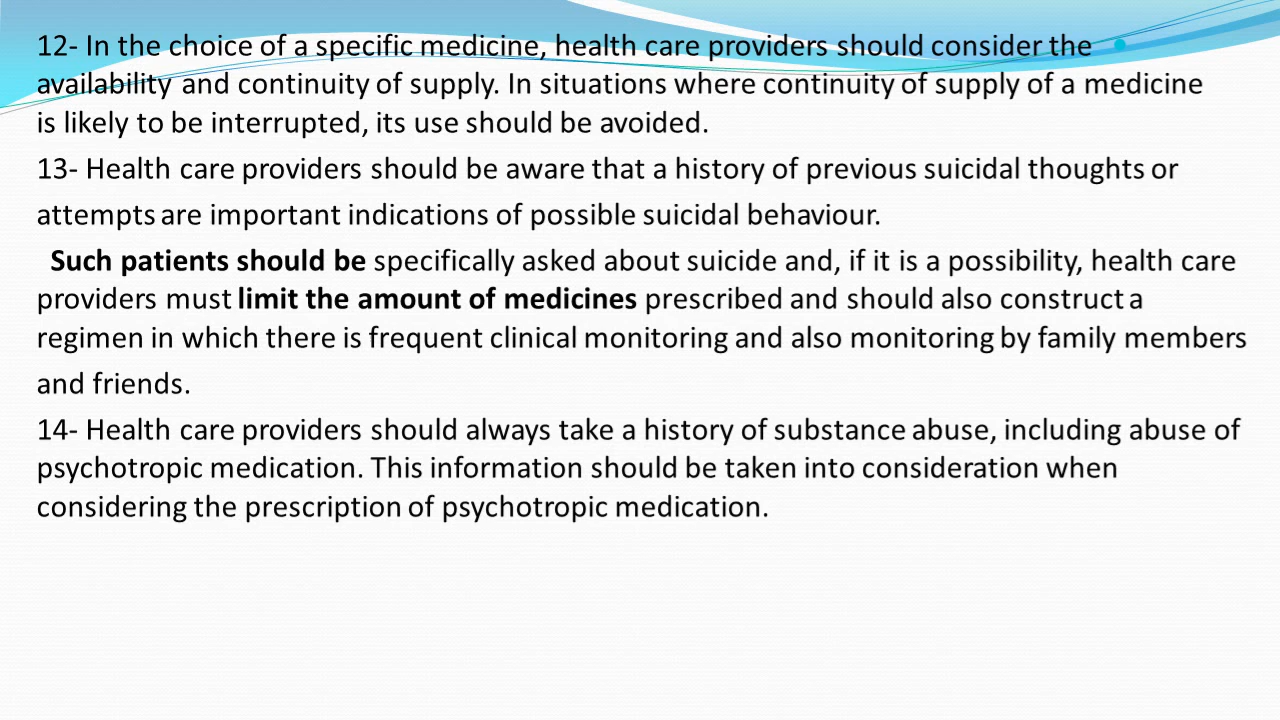 12- In the choice of a specific medicine, health care providers should consider the
availability and continuity of supply. In situations where continuity of supply of a medicine
is likely to be interrupted, its use should be avoided.
13- Health care providers should be aware that a history of previous suicidal thoughts or
attempts are important indications of possible suicidal behaviour.
Such patients should be specifically asked about suicide and, if it is a possibility, health care
providers must limit the amount of medicines prescribed and should also construct a
regimen in which there is frequent clinical monitoring and also monitoring by family members
and friends.
14- Health care providers should always take a history of substance abuse, including abuse of
psychotropic medication. This information should be taken into consideration when
considering the prescription of psychotropic medication.